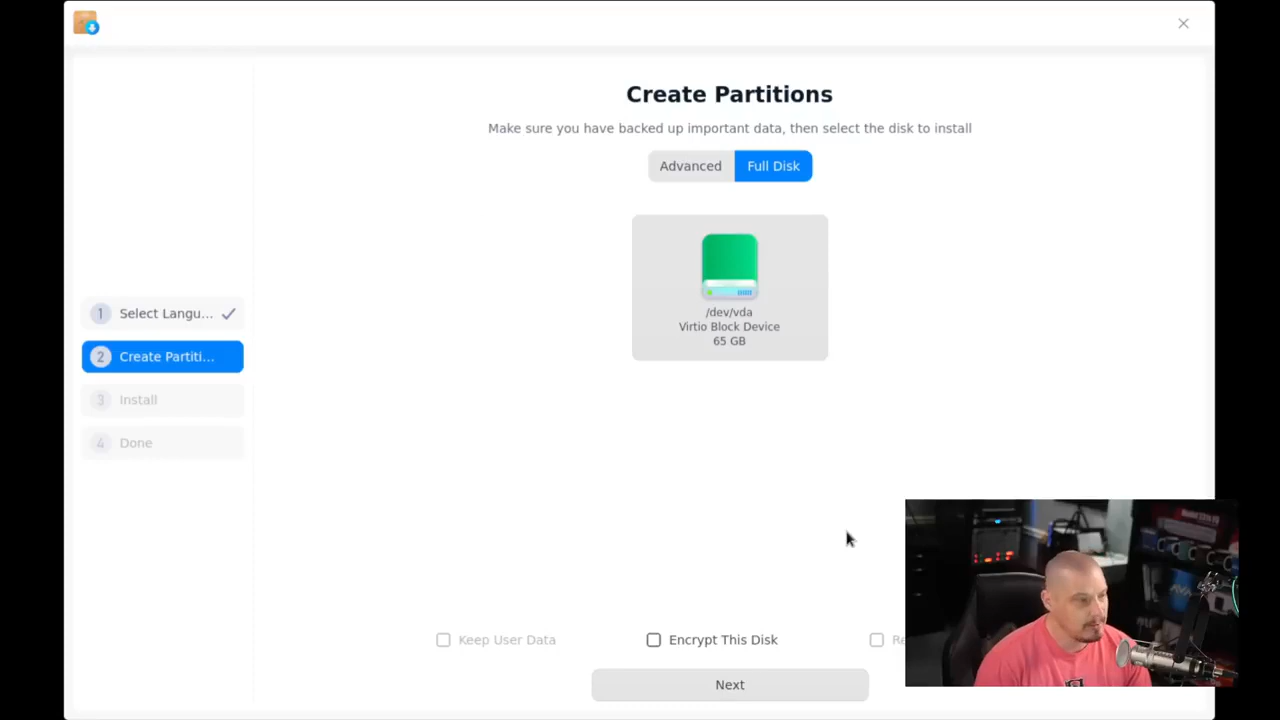 Create Partitions
Make sure you have backed up important data, then select the disk to install
Advanced
Full Disk
/dev/vda
Virtio Block Device
65 GB
1 Select Langu...
2 Create Partiti...
3 Install
4 Done
Keep User Data
Encrypt This Disk
Next